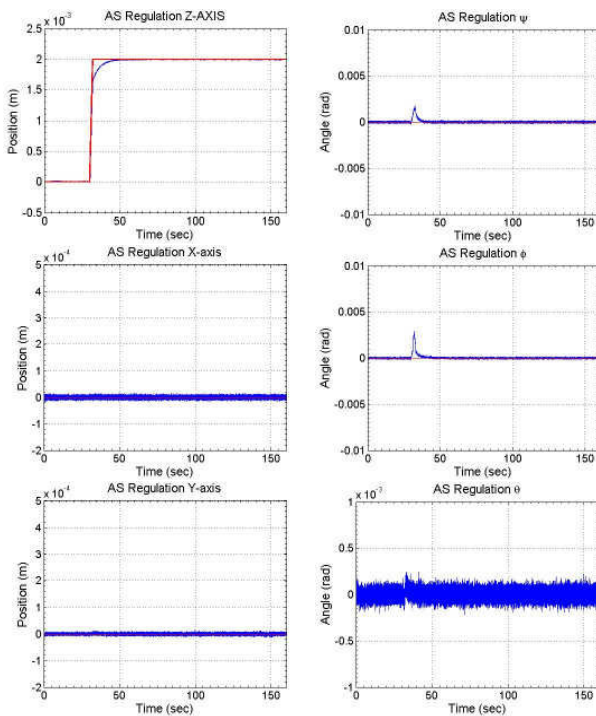 AS Regulation Z-AXIS
x 10⁻³
2.5
2
1.5
1
0.5
0
-0.5
Position (m)
0 50 100 150
Time (sec)
AS Regulation ψ
0.01
0.005
0
-0.005
-0.01
Angle (rad)
0 50 100 150
Time (sec)
AS Regulation X-axis
x 10⁻⁴
5
4
3
2
1
0
-1
-2
Position (m)
0 50 100 150
Time (sec)
AS Regulation ϕ
0.01
0.005
0
-0.005
-0.01
Angle (rad)
0 50 100 150
Time (sec)
AS Regulation Y-axis
x 10⁻⁴
5
4
3
2
1
0
-1
-2
Position (m)
0 50 100 150
Time (sec)
AS Regulation θ
1 x 10
0.5
0
-0.5
-1
Angle (rad)
0 50 100 150
Time (sec)